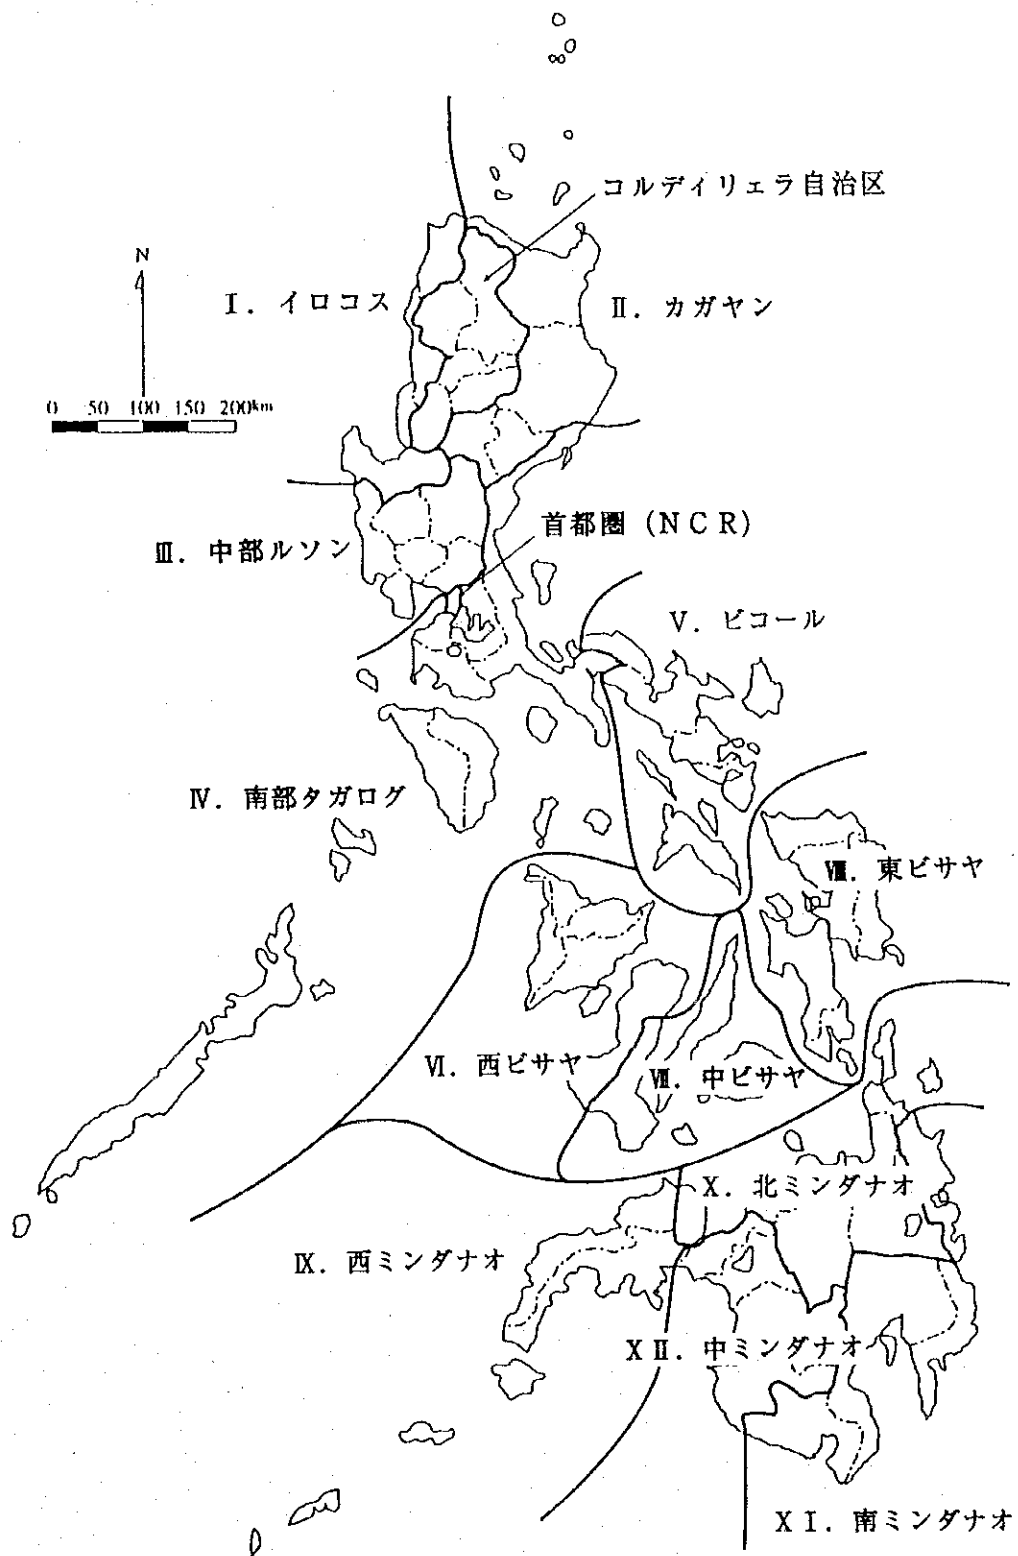 コルディリェラ自治区
N
I. イロコス
II. カガヤン
0 50 100 150 200km
首都圏 (NCR)
III. 中部ルソン
V. ビコール
IV. 南部タガログ
VIII. 東ビサヤ
VI. 西ビサヤ
VII. 中ビサヤ
X. 北ミンダナオ
IX. 西ミンダナオ
XII. 中ミンダナオ
XI. 南ミンダナオ